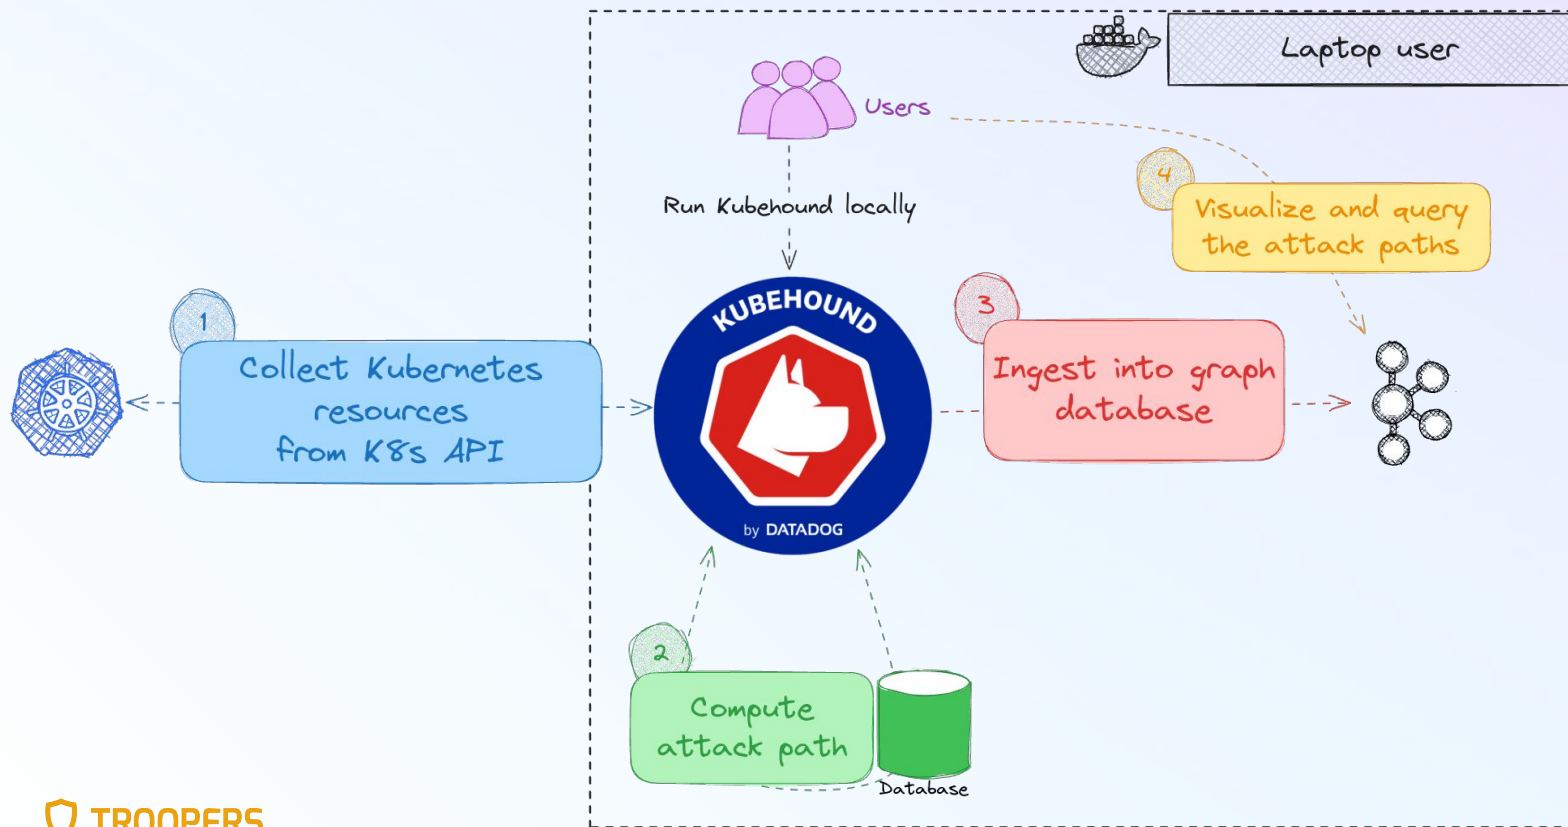 Laptop user
Users
4
Visualize and query
the attack paths
Run Kubehound locally
1
Collect Kubernetes
resources
from K8s API
KUBEHOUND
by DATADOG
3
Ingest into graph
database
2
Compute
attack path
Database
TROOPERS